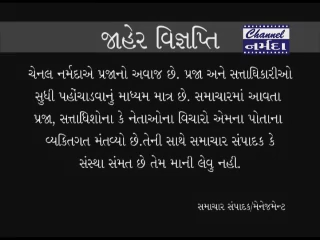 જાહેર વિજ્ઞપ્તિ
Channel
નર્મદા
ચેનલ નર્મદાએ પ્રજાનો અવાજ છે. પ્રજા અને સત્તાધિકારીઓ
સુધી પહોંચાડવાનું માધ્યમ માત્ર છે. સમાચારમાં આવતા
પ્રજા, સત્તાધિશોના કે નેતાઓના વિચારો એમના પોતાના
વ્યકિતગત મંતવ્યો છે.તેની સાથે સમાચાર સંપાદક કે
સંસ્થા સંમત છે તેમ માની લેવુ નહી.
સમાચાર સંપાદક/મેનેજમેન્ટ